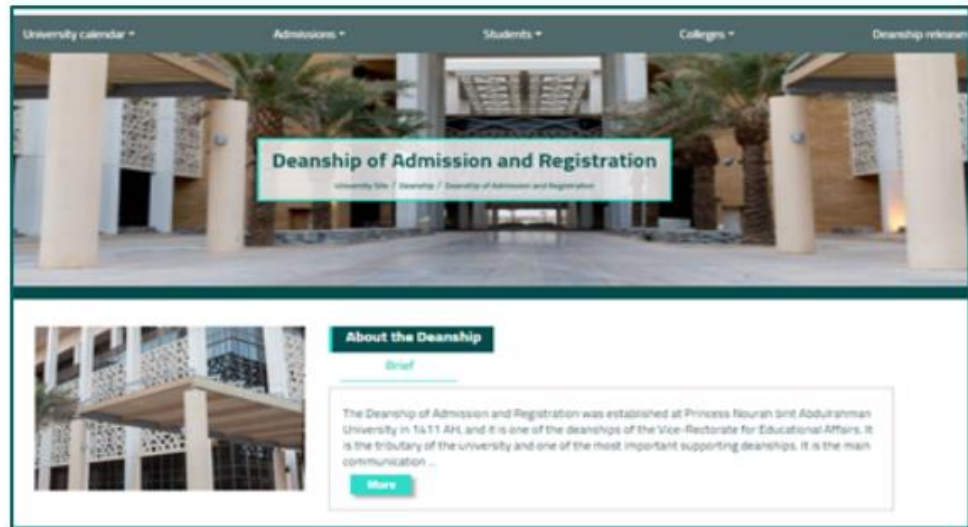 University calendar Admissions Students Colleges Deanship releases
Deanship of Admission and Registration
University Site / Deanship / Deanship of Admission and Registration
About the Deanship
Brief
The Deanship of Admission and Registration was established at Princess Nourah bint Abdulrahman
University in 1411 AH, and it is one of the deanships of the Vice-Rectorate for Educational Affairs. It
is the tributary of the university and one of the most important supporting deanships. It is the main
communication ...
More